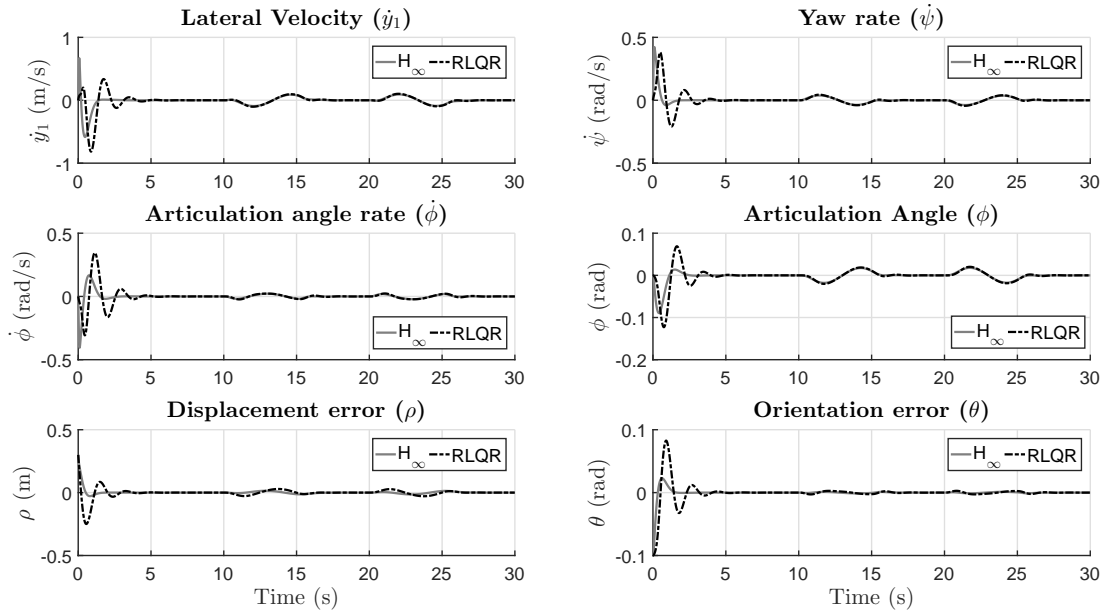 Lateral Velocity (ẏ₁)
ẏ₁ (m/s)
1
0
-1
0 5 10 15 20 25 30
H∞ RLQR
Yaw rate (ψ̇)
ψ̇ (rad/s)
0.5
0
-0.5
0 5 10 15 20 25 30
H∞ RLQR
Articulation angle rate (ϕ̇)
ϕ̇ (rad/s)
0.5
0
-0.5
0 5 10 15 20 25 30
H∞ RLQR
Articulation Angle (ϕ)
ϕ (rad)
0.1
0
-0.1
-0.2
0 5 10 15 20 25 30
H∞ RLQR
Displacement error (ρ)
ρ (m)
0.5
0
-0.5
0 5 10 15 20 25 30
Time (s)
H∞ RLQR
Orientation error (θ)
θ (rad)
0.1
0
-0.1
0 5 10 15 20 25 30
Time (s)
H∞ RLQR